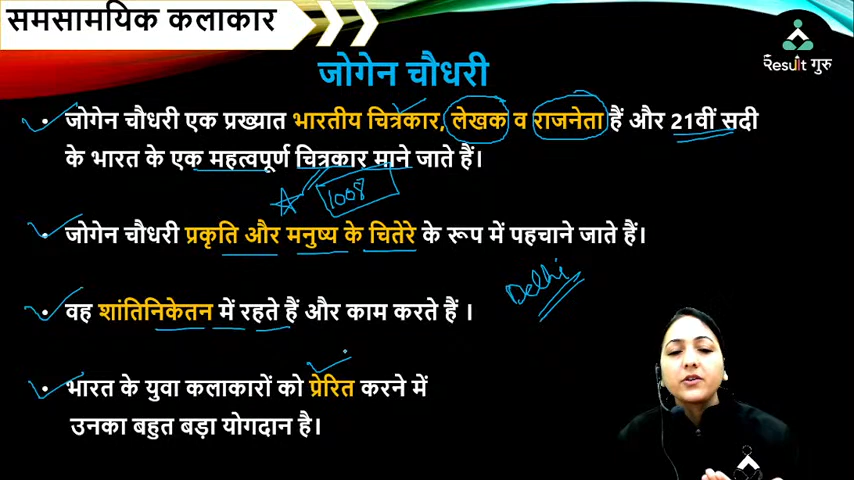 समसामयिक कलाकार
Result गुरु
जोगेन चौधरी
• जोगेन चौधरी एक प्रख्यात भारतीय चित्रकार, लेखक व राजनेता हैं और 21वीं सदी
के भारत के एक महत्वपूर्ण चित्रकार माने जाते हैं।
1008
• जोगेन चौधरी प्रकृति और मनुष्य के चितेरे के रूप में पहचाने जाते हैं।
Delhi
• वह शांतिनिकेतन में रहते हैं और काम करते हैं ।
• भारत के युवा कलाकारों को प्रेरित करने में
उनका बहुत बड़ा योगदान है।